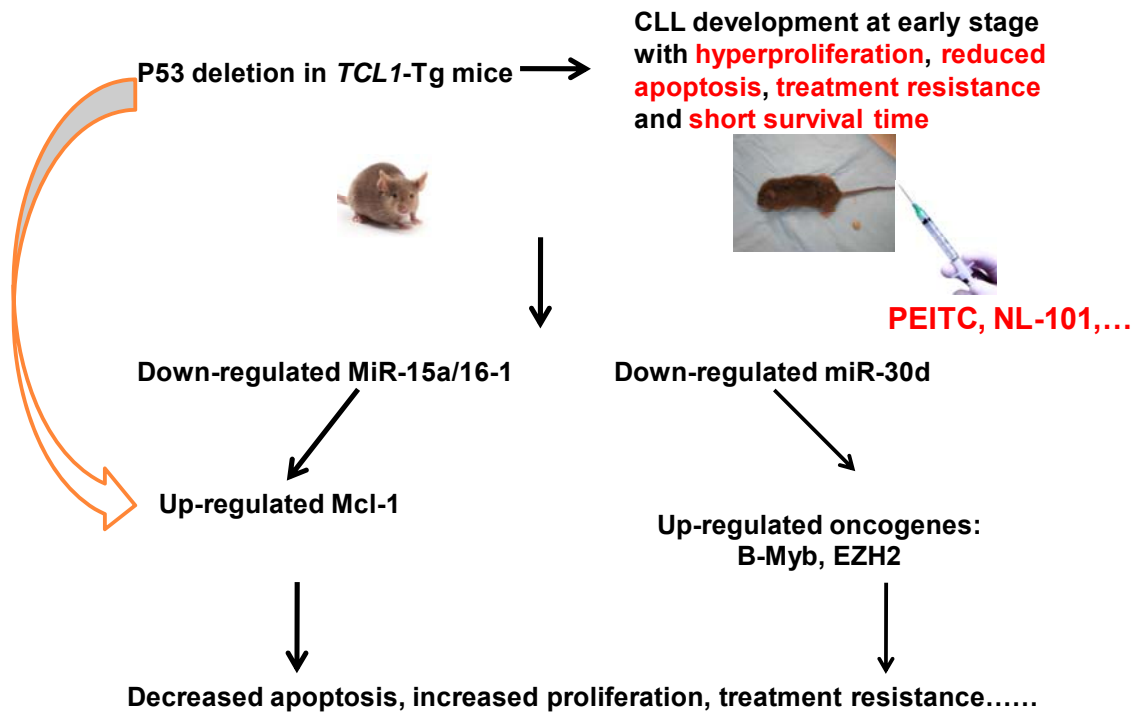 CLL development at early stage
with hyperproliferation, reduced
apoptosis, treatment resistance
and short survival time
P53 deletion in TCL1-Tg mice
PEITC, NL-101,…
Down-regulated MiR-15a/16-1
Down-regulated miR-30d
Up-regulated Mcl-1
Up-regulated oncogenes:
B-Myb, EZH2
Decreased apoptosis, increased proliferation, treatment resistance……